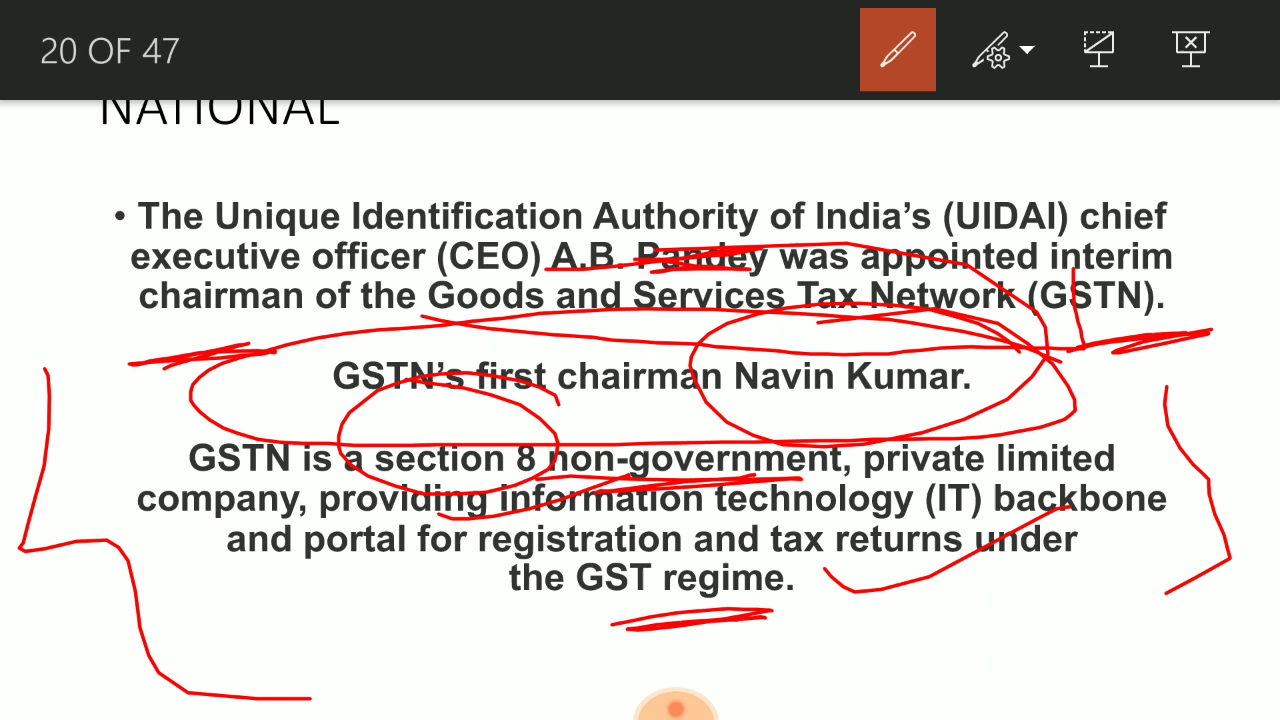 20 OF 47
NATIONAL
• The Unique Identification Authority of India’s (UIDAI) chief
executive officer (CEO) A.B. Pandey was appointed interim
chairman of the Goods and Services Tax Network (GSTN).
GSTN’s first chairman Navin Kumar.
GSTN is a section 8 non-government, private limited
company, providing information technology (IT) backbone
and portal for registration and tax returns under
the GST regime.